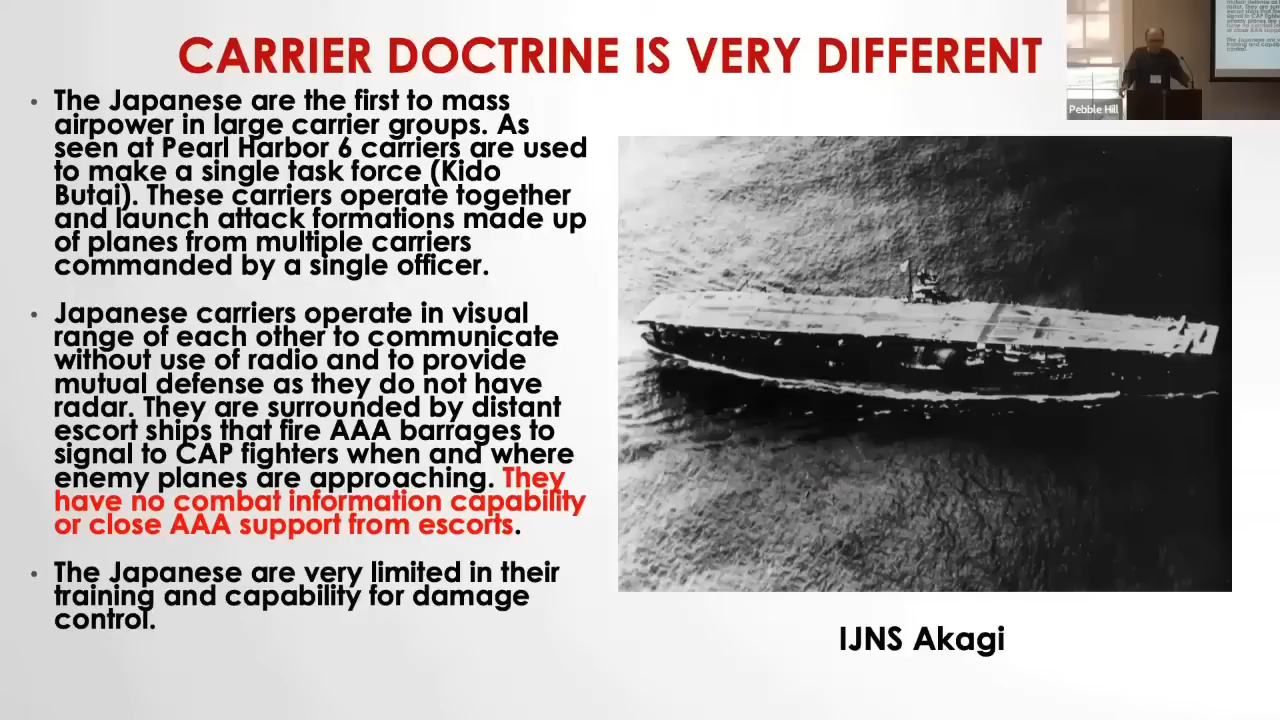 CARRIER DOCTRINE IS VERY DIFFERENT
• The Japanese are the first to mass
airpower in large carrier groups. As
seen at Pearl Harbor 6 carriers are used
to make a single task force (Kido
Butai). These carriers operate together
and launch attack formations made up
of planes from multiple carriers
commanded by a single officer.
• Japanese carriers operate in visual
range of each other to communicate
without use of radio and to provide
mutual defense as they do not have
radar. They are surrounded by distant
escort ships that fire AAA barrages to
signal to CAP fighters when and where
enemy planes are approaching. They
have no combat information capability
or close AAA support from escorts.
• The Japanese are very limited in their
training and capability for damage
control.
IJNS Akagi
Pebble Hill